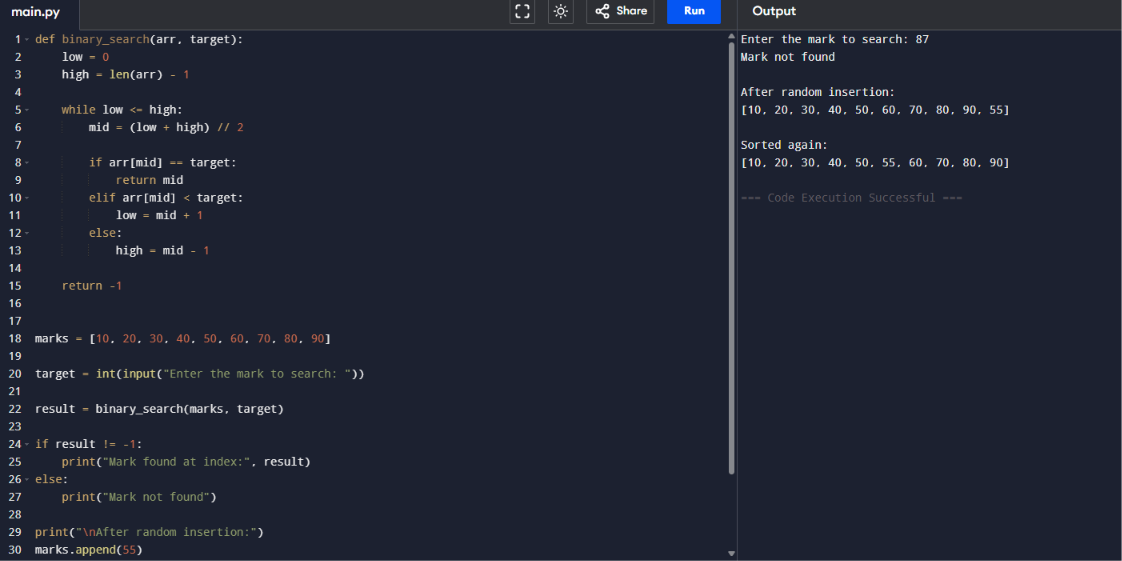 main.py
Share
Run
Output
1 def binary_search(arr, target):
2     low = 0
3     high = len(arr) - 1
4
5     while low <= high:
6         mid = (low + high) // 2
7
8         if arr[mid] == target:
9             return mid
10         elif arr[mid] < target:
11             low = mid + 1
12         else:
13             high = mid - 1
14
15     return -1
16
17
18 marks = [10, 20, 30, 40, 50, 60, 70, 80, 90]
19
20 target = int(input("Enter the mark to search: "))
21
22 result = binary_search(marks, target)
23
24 if result != -1:
25     print("Mark found at index:", result)
26 else:
27     print("Mark not found")
28
29 print("\nAfter random insertion:")
30 marks.append(55)
Enter the mark to search: 87
Mark not found

After random insertion:
[10, 20, 30, 40, 50, 60, 70, 80, 90, 55]

Sorted again:
[10, 20, 30, 40, 50, 55, 60, 70, 80, 90]

=== Code Execution Successful ===